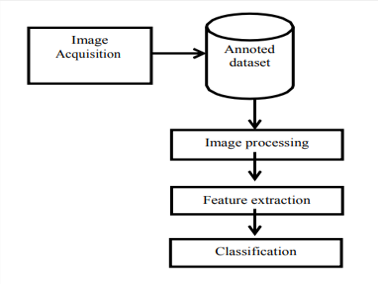 Image
Acquisition
Annoted
dataset
Image processing
Feature extraction
Classification